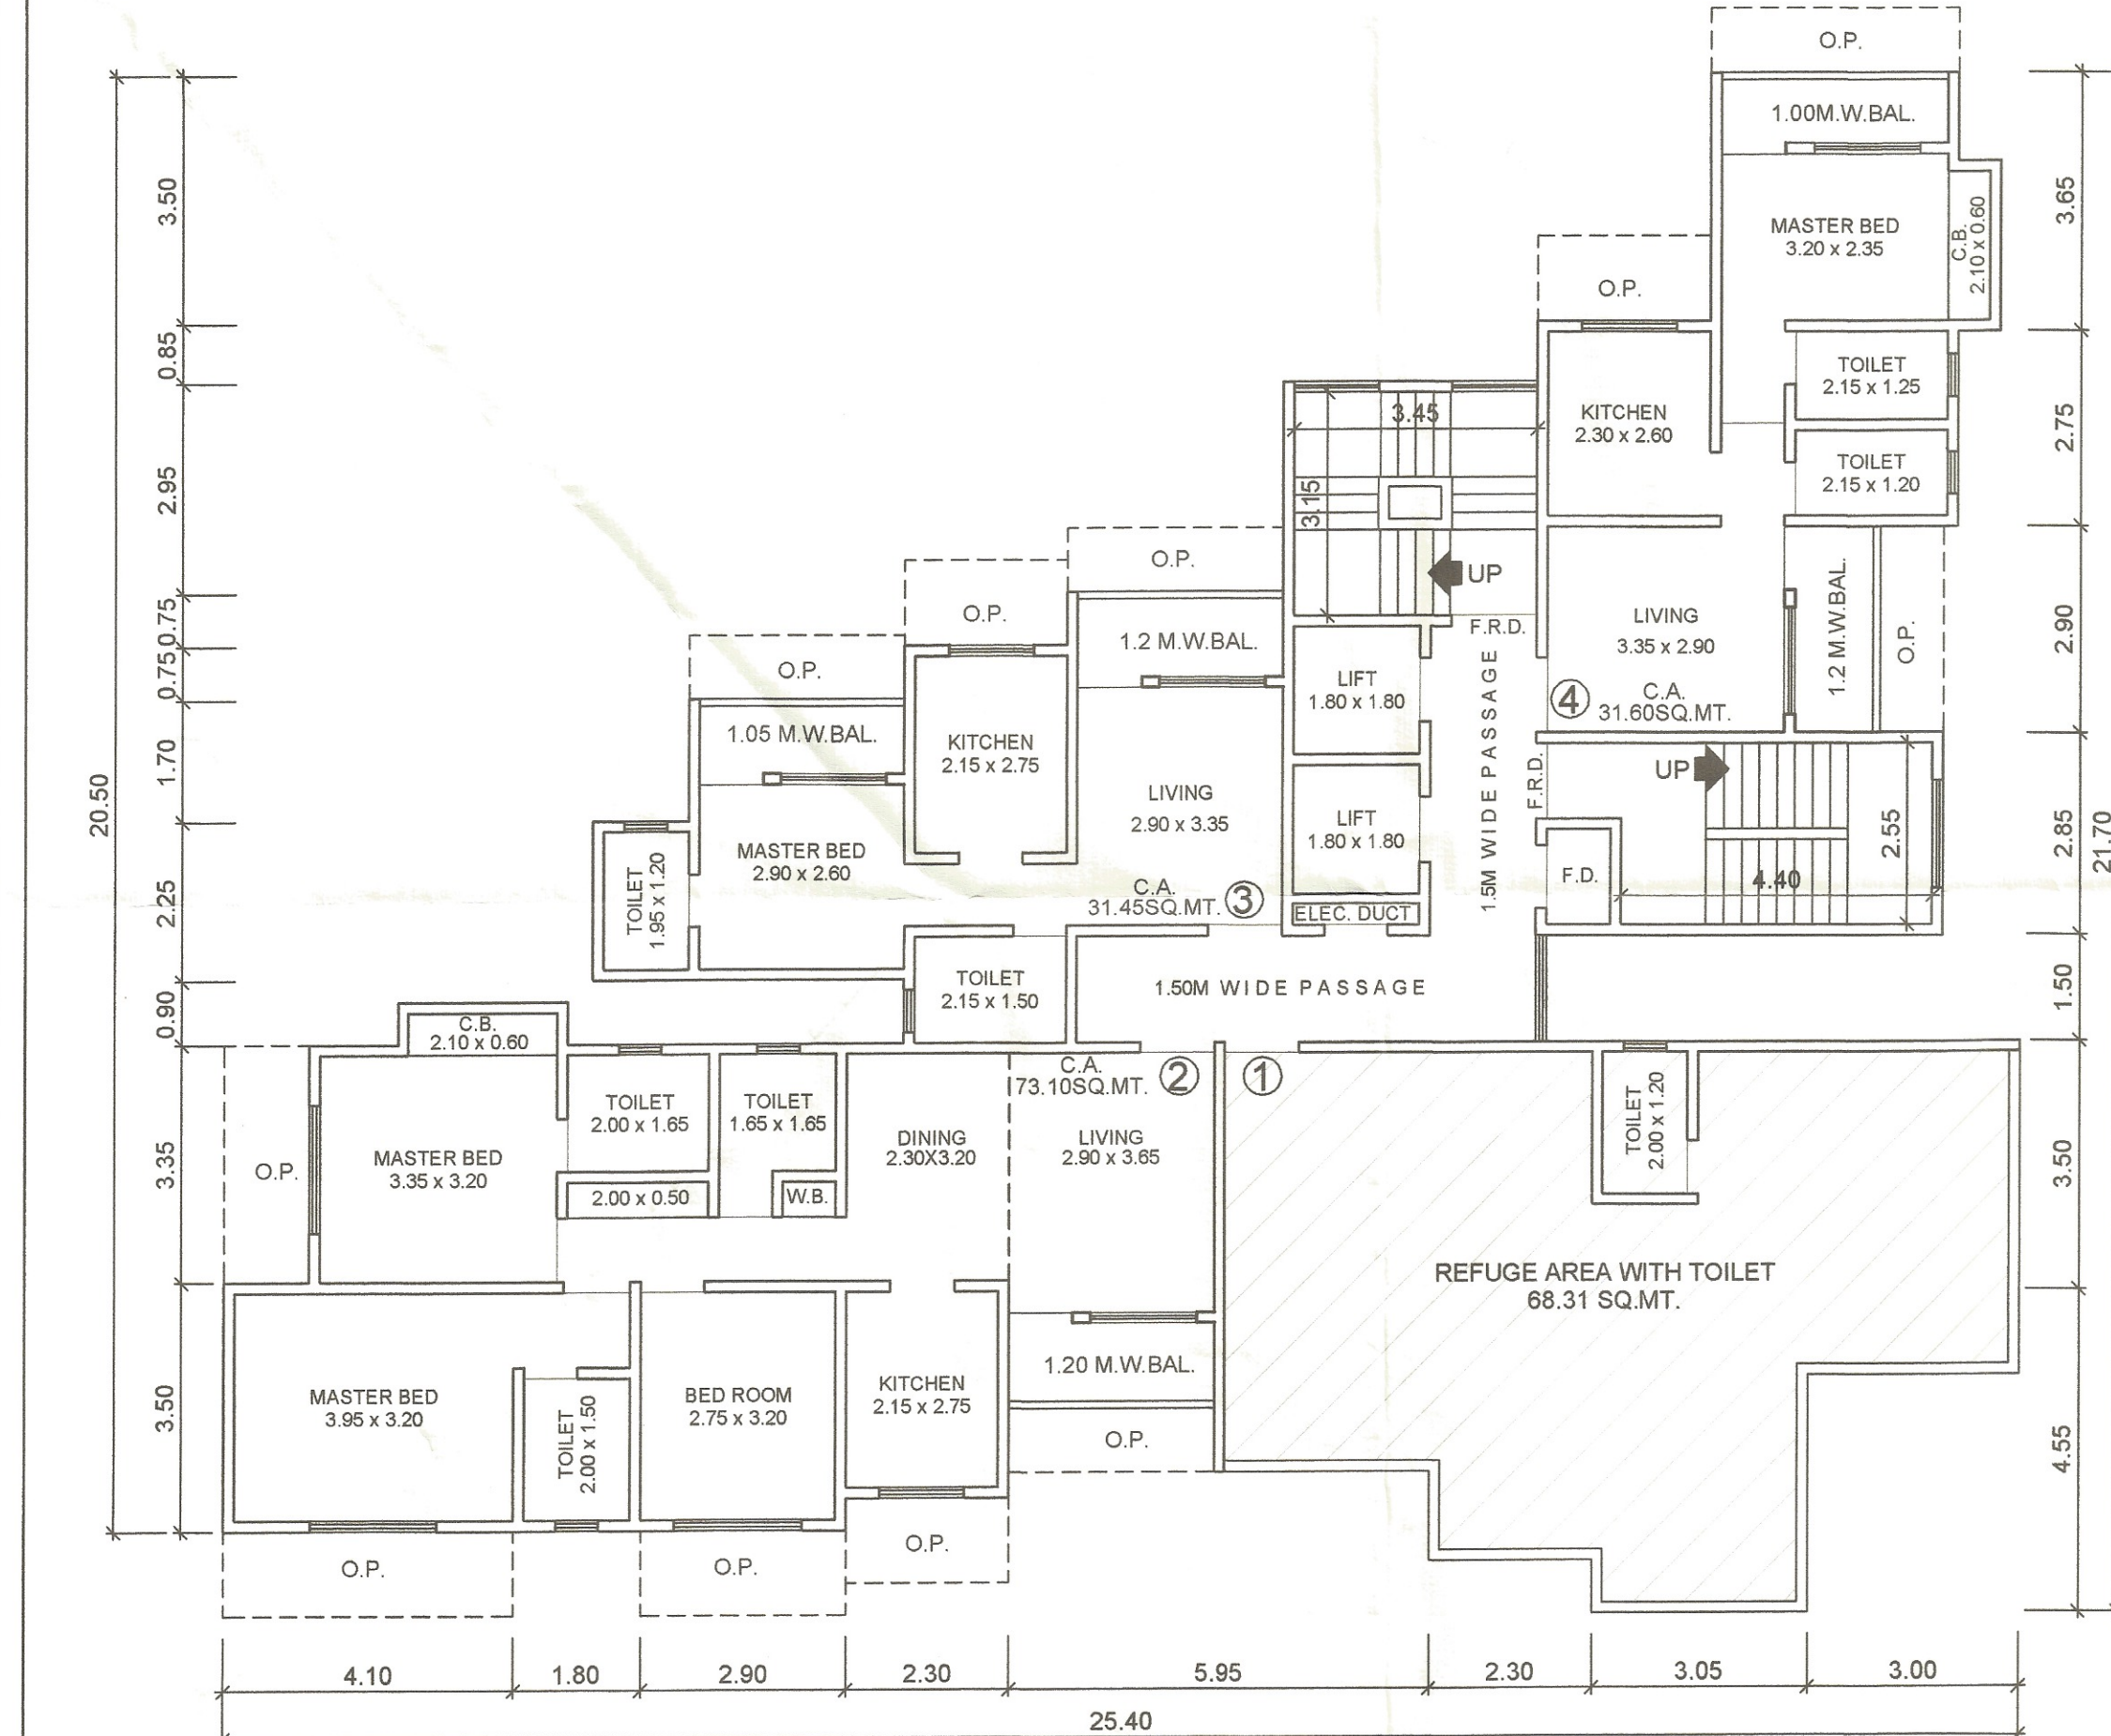 O.P.
1.00M.W.BAL.
MASTER BED
3.20 x 2.35
C.B.
2.10 x 0.60
O.P.
TOILET
2.15 x 1.25
KITCHEN
2.30 x 2.60
TOILET
2.15 x 1.20
3.45
3.15
UP
F.R.D.
LIVING
3.35 x 2.90
1.2 M.W.BAL.
O.P.
C.A.
31.60SQ.MT.
4
O.P.
O.P.
O.P.
1.2 M.W.BAL.
1.05 M.W.BAL.
KITCHEN
2.15 x 2.75
LIVING
2.90 x 3.35
LIFT
1.80 x 1.80
LIFT
1.80 x 1.80
1.5M WIDE PASSAGE
F.R.D.
UP
2.55
4.40
F.D.
MASTER BED
2.90 x 2.60
TOILET
1.95 x 1.20
C.A.
31.45SQ.MT.
3
ELEC. DUCT
TOILET
2.15 x 1.50
1.50M WIDE PASSAGE
C.B.
2.10 x 0.60
C.A.
73.10SQ.MT.
2
1
O.P.
MASTER BED
3.35 x 3.20
TOILET
2.00 x 1.65
2.00 x 0.50
TOILET
1.65 x 1.65
W.B.
DINING
2.30X3.20
LIVING
2.90 x 3.65
TOILET
2.00 x 1.20
REFUGE AREA WITH TOILET
68.31 SQ.MT.
MASTER BED
3.95 x 3.20
TOILET
2.00 x 1.50
BED ROOM
2.75 x 3.20
KITCHEN
2.15 x 2.75
1.20 M.W.BAL.
O.P.
O.P.
O.P.
O.P.
20.50
3.50
0.85
2.95
0.75
0.75
1.70
2.25
0.90
3.35
3.50
3.65
2.75
2.90
2.85
1.50
3.50
4.55
21.70
4.10
1.80
2.90
2.30
5.95
2.30
3.05
3.00
25.40